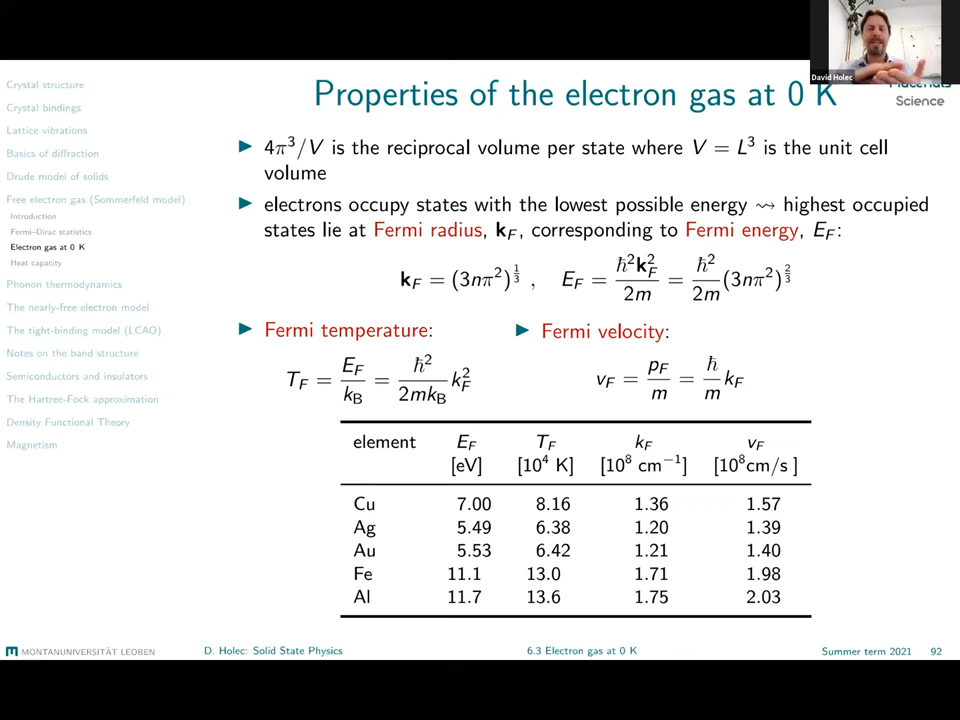 David Holec
Materials
Science
Crystal structure
Crystal bindings
Lattice vibrations
Basics of diffraction
Drude model of solids
Free electron gas (Sommerfeld model)
Introduction
Fermi–Dirac statistics
Electron gas at 0 K
Heat capacity
Phonon thermodynamics
The nearly-free electron model
The tight-binding model (LCAO)
Notes on the band structure
Semiconductors and insulators
The Hartree-Fock approximation
Density Functional Theory
Magnetism
Properties of the electron gas at 0 K
▶ 4π³/V is the reciprocal volume per state where V = L³ is the unit cell
volume
▶ electrons occupy states with the lowest possible energy ⇝ highest occupied
states lie at Fermi radius, k_F, corresponding to Fermi energy, E_F:
k_F = (3nπ²)^{1/3} , E_F = ħ²k_F²/2m = ħ²/2m (3nπ²)^{2/3}
▶ Fermi temperature:
T_F = E_F/k_B = ħ²/2mk_B k_F²
▶ Fermi velocity:
v_F = p_F/m = ħ/m k_F
element E_F T_F k_F v_F
[eV] [10⁴ K] [10⁸ cm⁻¹] [10⁸cm/s ]
Cu 7.00 8.16 1.36 1.57
Ag 5.49 6.38 1.20 1.39
Au 5.53 6.42 1.21 1.40
Fe 11.1 13.0 1.71 1.98
Al 11.7 13.6 1.75 2.03
MONTANUNIVERSITÄT LEOBEN D. Holec: Solid State Physics 6.3 Electron gas at 0 K Summer term 2021 92